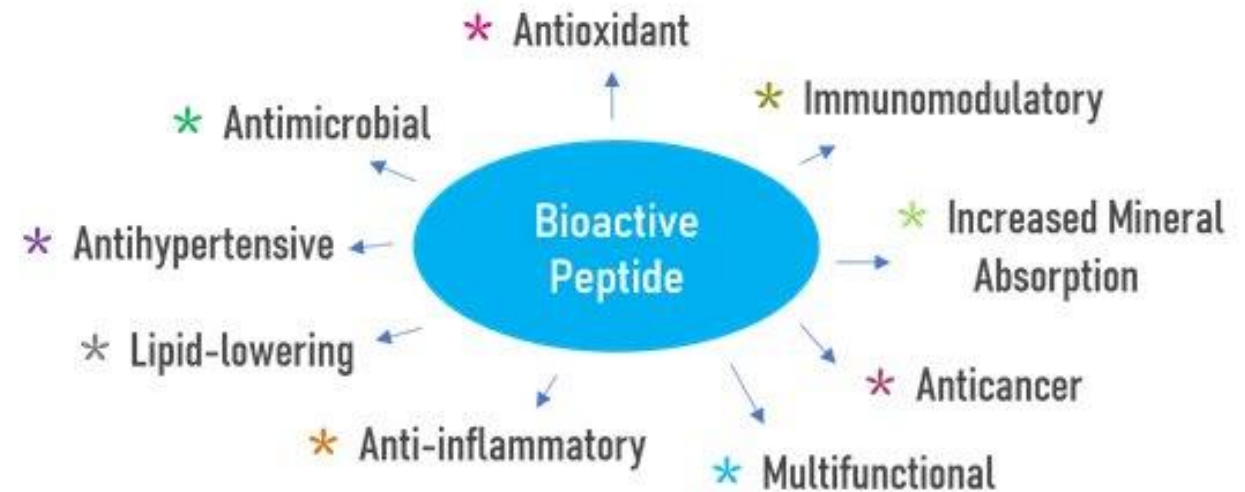 * Antioxidant
* Immunomodulatory
* Antimicrobial
Bioactive
Peptide
* Increased Mineral
Absorption
* Antihypertensive
* Lipid-lowering
* Anticancer
* Anti-inflammatory
* Multifunctional